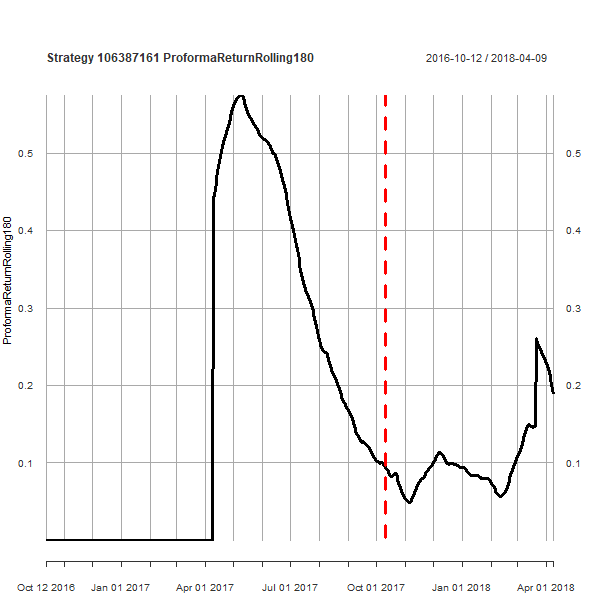 Strategy 106387161 ProformaReturnRolling180
2016-10-12 / 2018-04-09
ProformaReturnRolling180
0.5
0.4
0.3
0.2
0.1
0.5
0.4
0.3
0.2
0.1
Oct 12 2016
Jan 01 2017
Apr 01 2017
Jul 01 2017
Oct 01 2017
Jan 01 2018
Apr 01 2018